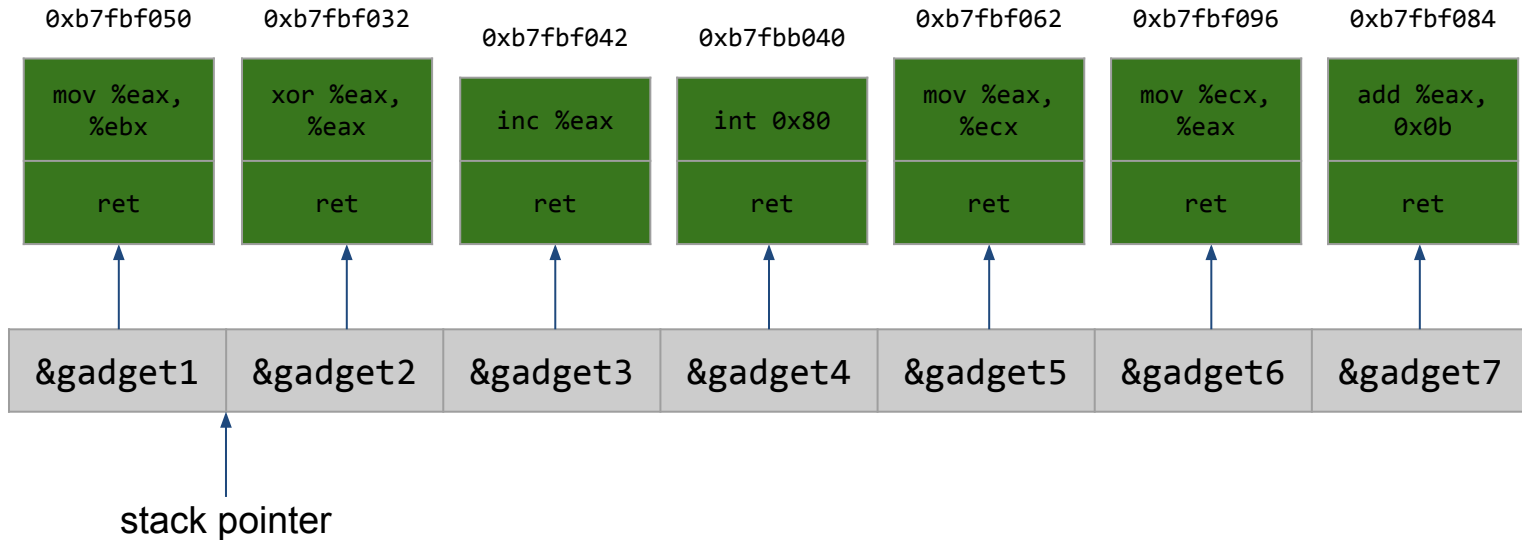 0xb7fbf050
0xb7fbf032
0xb7fbf042
0xb7fbb040
0xb7fbf062
0xb7fbf096
0xb7fbf084
mov %eax,
%ebx
ret
xor %eax,
%eax
ret
inc %eax
ret
int 0x80
ret
mov %eax,
%ecx
ret
mov %ecx,
%eax
ret
add %eax,
0x0b
ret
&gadget1
&gadget2
&gadget3
&gadget4
&gadget5
&gadget6
&gadget7
stack pointer